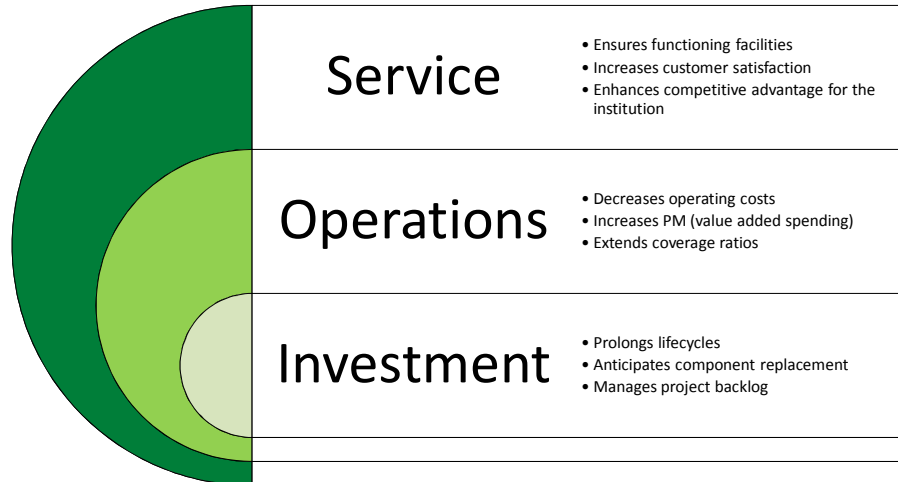 Service
• Ensures functioning facilities
• Increases customer satisfaction
• Enhances competitive advantage for the
institution
Operations
• Decreases operating costs
• Increases PM (value added spending)
• Extends coverage ratios
Investment
• Prolongs lifecycles
• Anticipates component replacement
• Manages project backlog